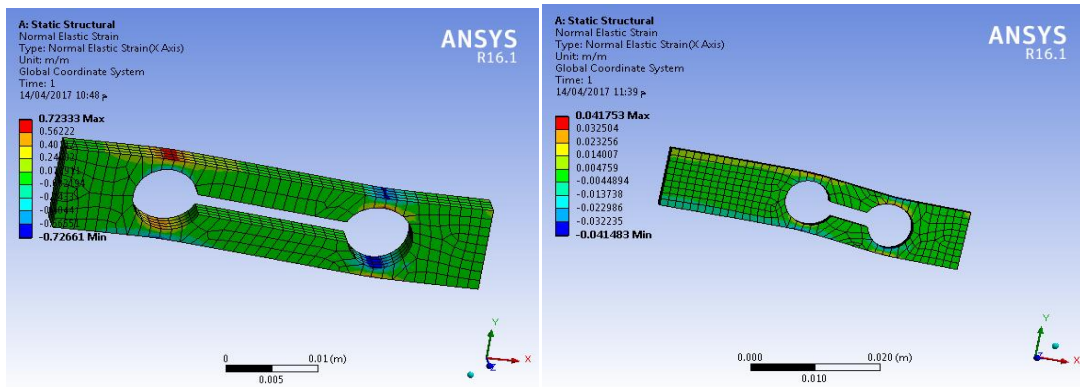 A: Static Structural
Normal Elastic Strain
Type: Normal Elastic Strain(X Axis)
Unit: m/m
Global Coordinate System
Time: 1
14/04/2017 10:48 م
ANSYS
R16.1
0.72333 Max
0.56222
-0.72661 Min
0
0.01 (m)
0.005
Y
X
Z
A: Static Structural
Normal Elastic Strain
Type: Normal Elastic Strain(X Axis)
Unit: m/m
Global Coordinate System
Time: 1
14/04/2017 11:39 م
ANSYS
R16.1
0.041753 Max
0.032504
0.023256
0.014007
0.004759
-0.0044894
-0.013738
-0.022986
-0.032235
-0.041483 Min
0.000
0.020 (m)
0.010
Y
X
Z